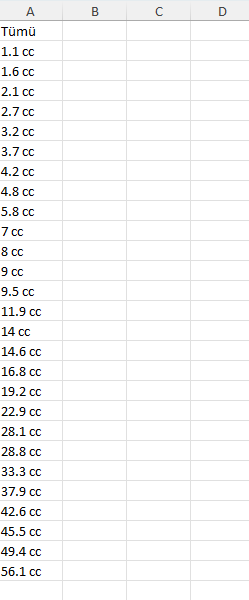 A B C D
Tümü
1.1 cc
1.6 cc
2.1 cc
2.7 cc
3.2 cc
3.7 cc
4.2 cc
4.8 cc
5.8 cc
7 cc
8 cc
9 cc
9.5 cc
11.9 cc
14 cc
14.6 cc
16.8 cc
19.2 cc
22.9 cc
28.1 cc
28.8 cc
33.3 cc
37.9 cc
42.6 cc
45.5 cc
49.4 cc
56.1 cc